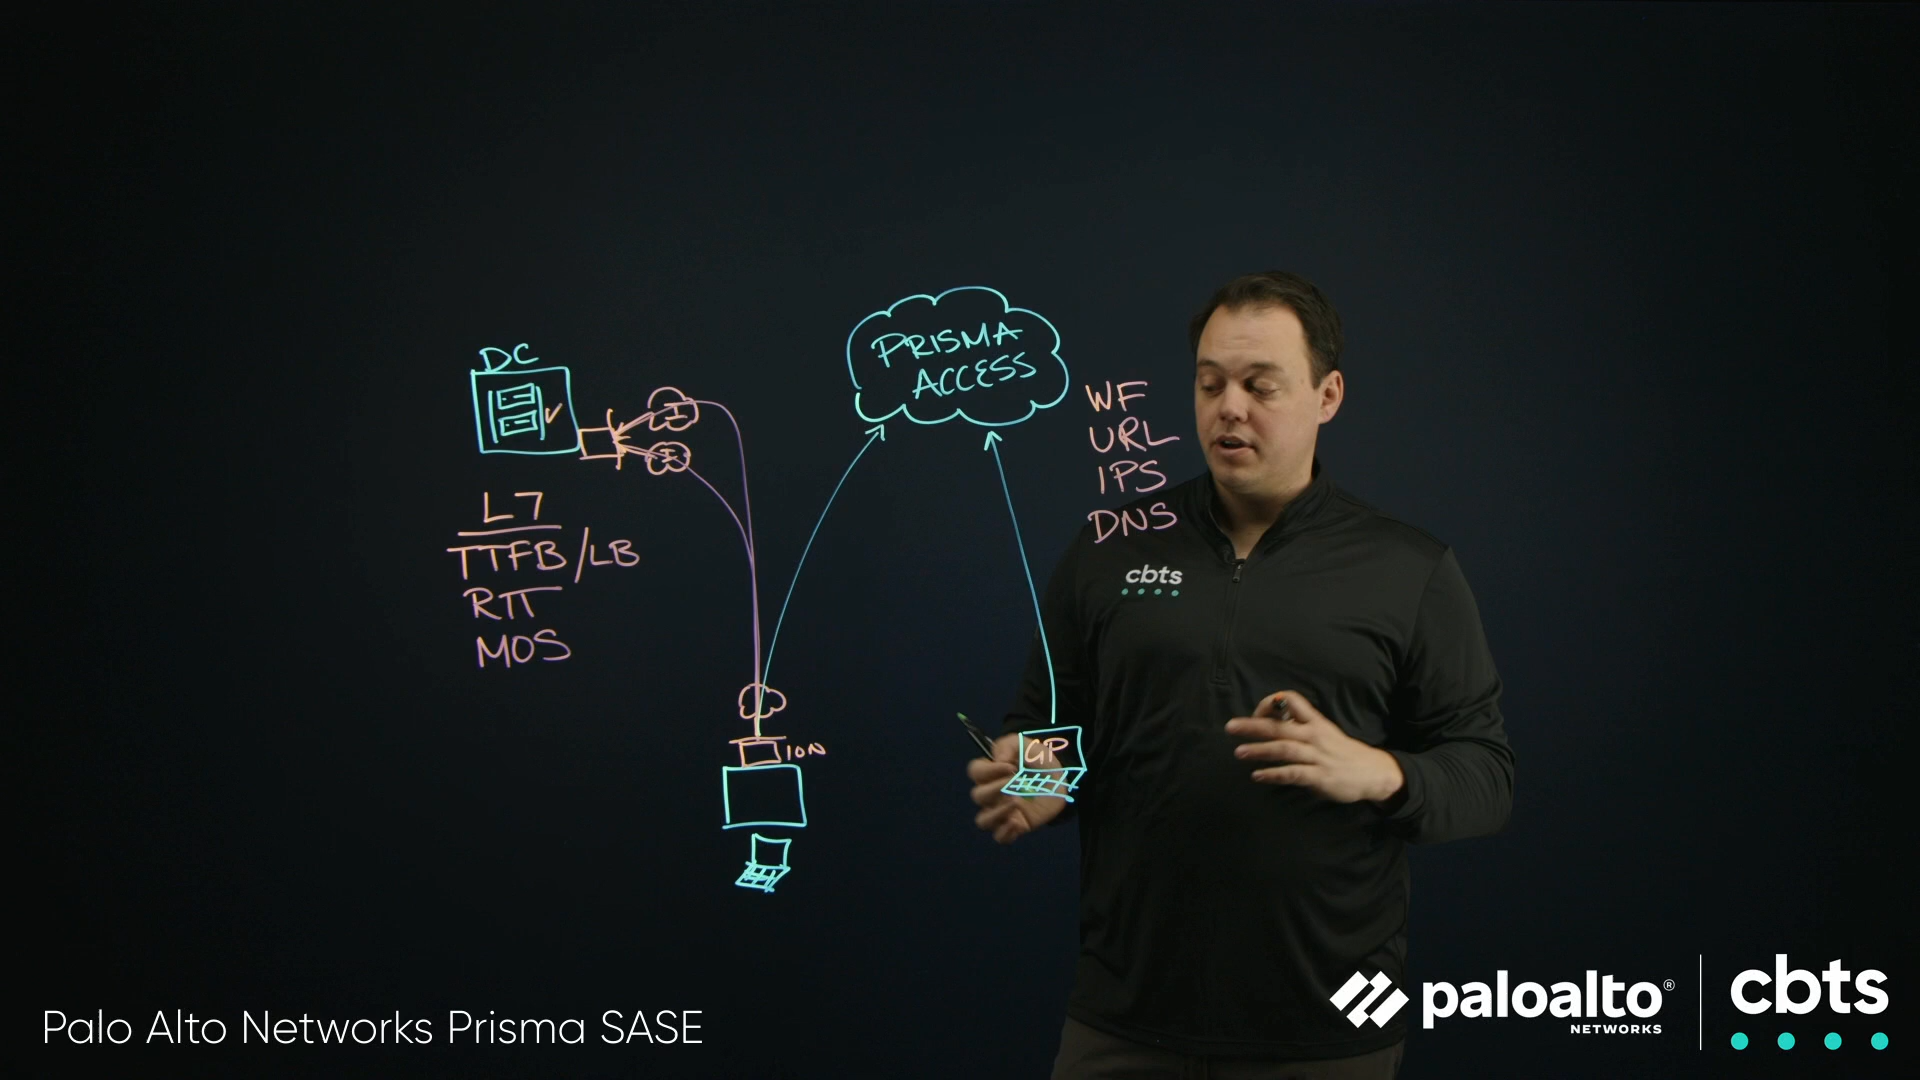 DC
L7
TTFB/LB
RTT
MOS
I
I
ION
PRISMA
ACCESS
WF
URL
IPS
DNS
GP
cbts
Palo Alto Networks Prisma SASE
paloalto®
NETWORKS
cbts